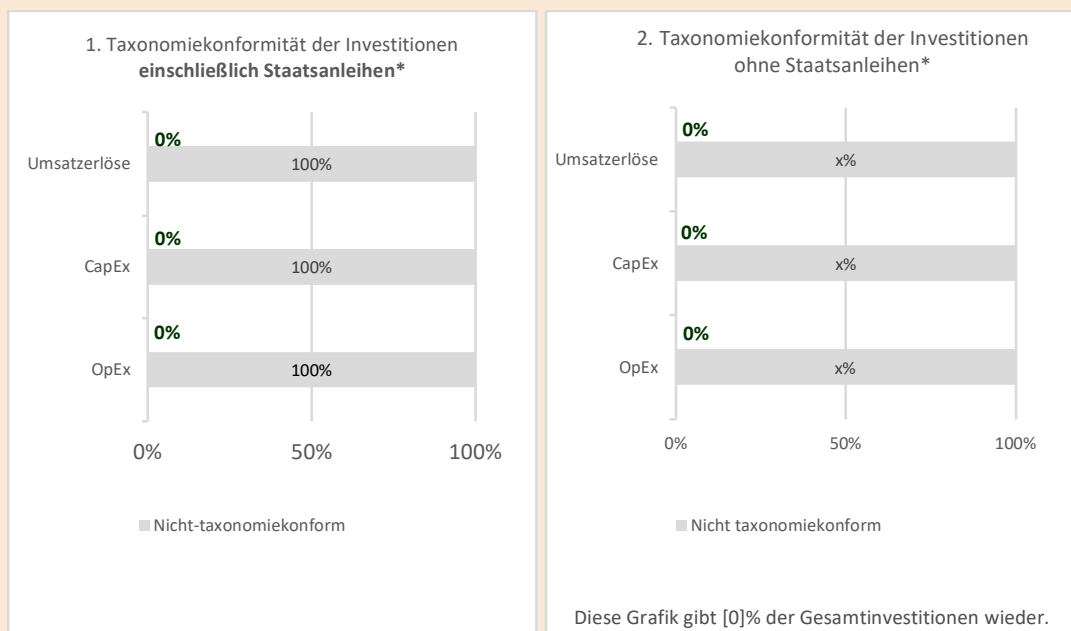 1. Taxonomiekonformität der Investitionen
einschließlich Staatsanleihen*
0%
Umsatzerlöse
100%
0%
CapEx
100%
0%
OpEx
100%
0%
50%
100%
Nicht-taxonomiekonform
2. Taxonomiekonformität der Investitionen
ohne Staatsanleihen*
0%
Umsatzerlöse
x%
0%
CapEx
x%
0%
OpEx
x%
0%
50%
100%
Nicht taxonomiekonform
Diese Grafik gibt [0]% der Gesamtinvestitionen wieder.